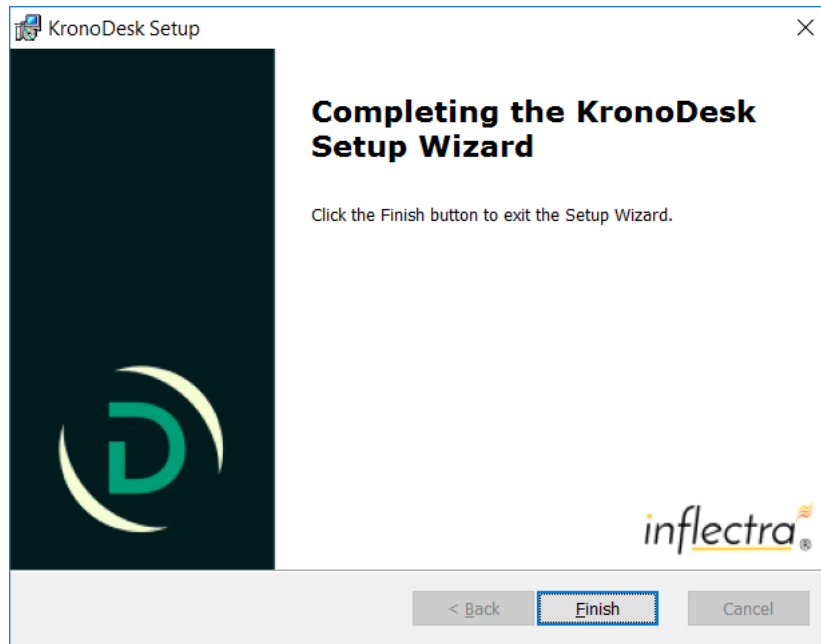 KronoDesk Setup
Completing the KronoDesk
Setup Wizard
Click the Finish button to exit the Setup Wizard.
D
inflectra®
< Back Finish Cancel